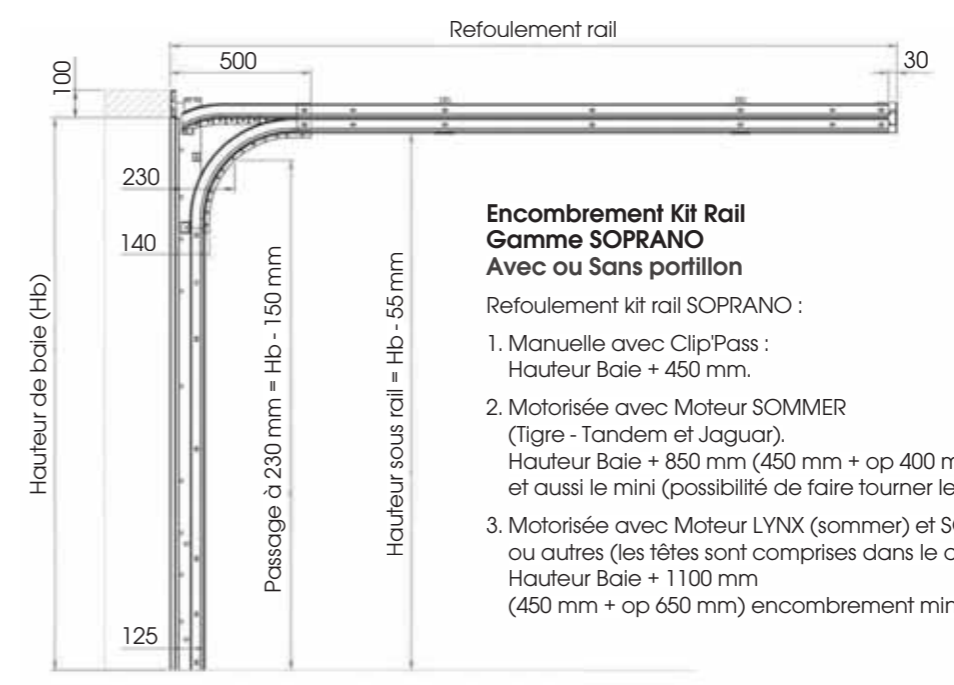 Refoulement rail
500
30
100
230
140
125
Hauteur de baie (Hb)
Passage à 230 mm = Hb - 150 mm
Hauteur sous rail = Hb - 55 mm
Encombrement Kit Rail
Gamme SOPRANO
Avec ou Sans portillon
Refoulement kit rail SOPRANO :
1. Manuelle avec Clip'Pass :
Hauteur Baie + 450 mm.
2. Motorisée avec Moteur SOMMER
(Tigre - Tandem et Jaguar).
Hauteur Baie + 850 mm (450 mm + op 400 m
et aussi le mini (possibilité de faire tourner le
3. Motorisée avec Moteur LYNX (sommer) et
ou autres (les têtes sont comprises dans le
Hauteur Baie + 1100 mm
(450 mm + op 650 mm) encombrement min